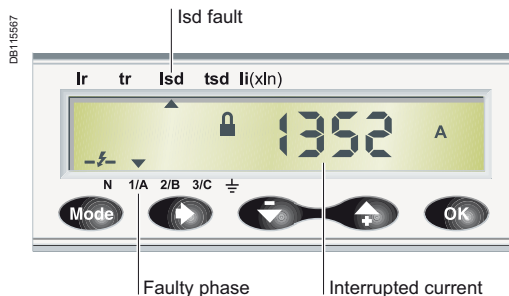 DB115567
Isd fault
Ir tr Isd tsd Ii(xIn)
1352 A
N 1/A 2/B 3/C
Mode OK
Faulty phase Interrupted current